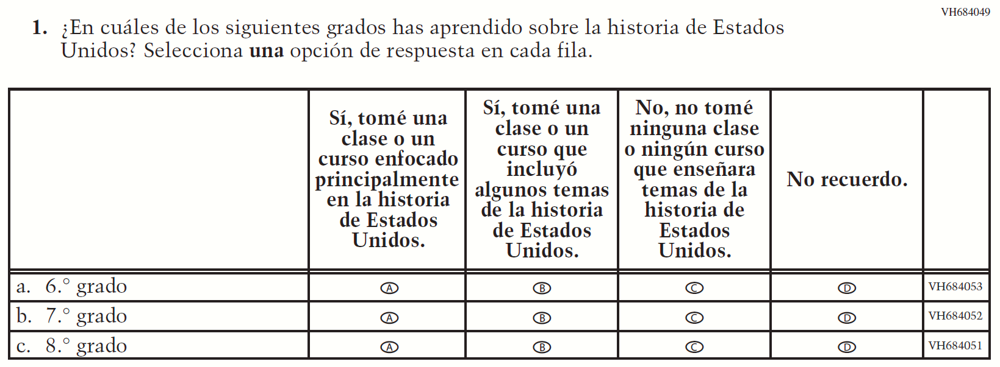 VH684049
1. ¿En cuáles de los siguientes grados has aprendido sobre la historia de Estados
Unidos? Selecciona una opción de respuesta en cada fila.
Sí, tomé una
clase o un
curso enfocado
principalmente
en la historia
de Estados
Unidos.
Sí, tomé una
clase o un
curso que
incluyó
algunos temas
de la historia
de Estados
Unidos.
No, no tomé
ninguna clase
o ningún curso
que enseñara
temas de la
historia de
Estados
Unidos.
No recuerdo.
a. 6.° grado A B C D VH684053
b. 7.° grado A B C D VH684052
c. 8.° grado A B C D VH684051